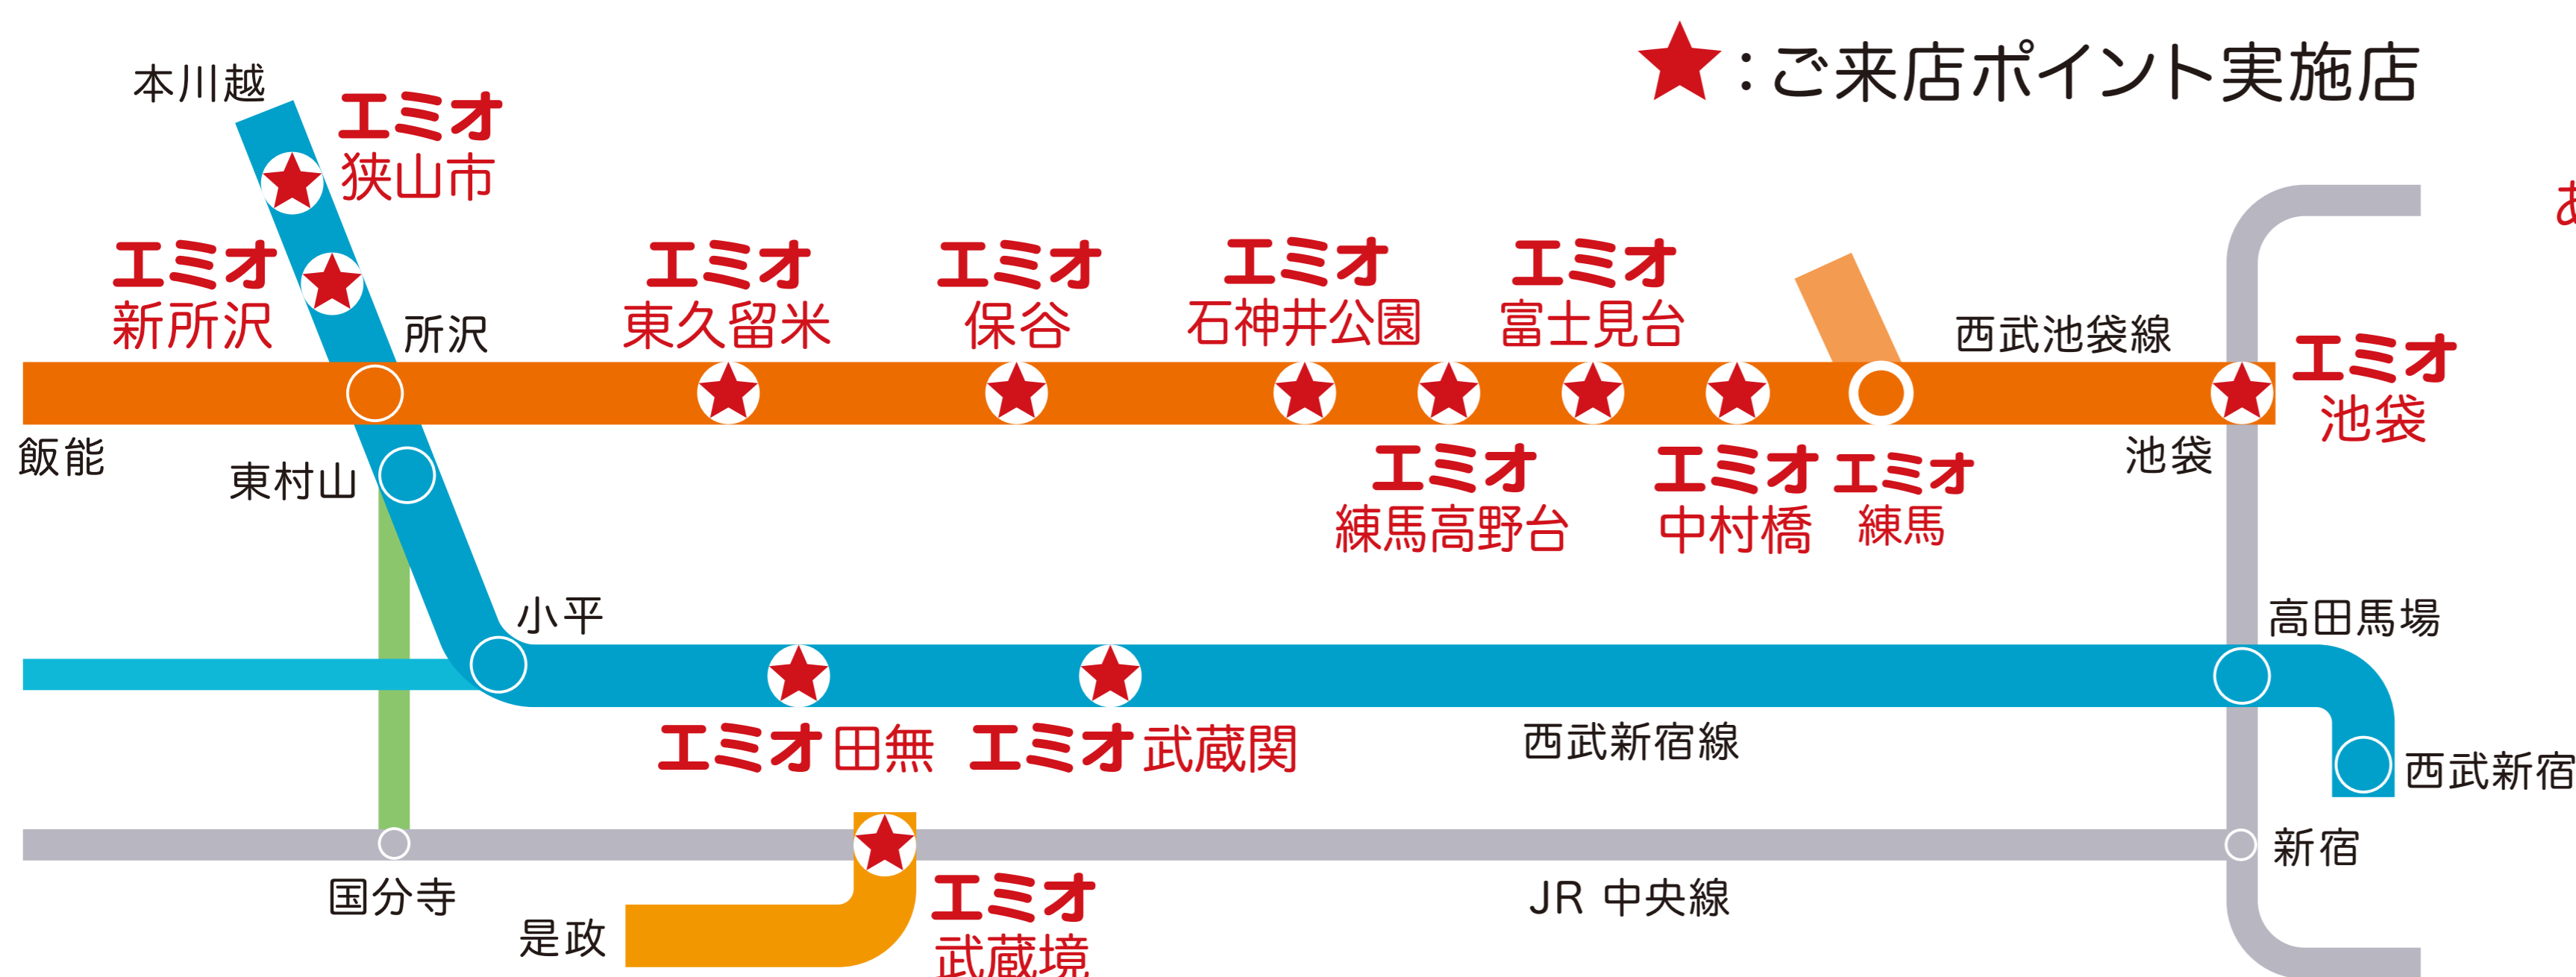 ★：ご来店ポイント実施店
本川越
エミオ
狭山市
エミオ
新所沢
所沢
エミオ
東久留米
エミオ
保谷
エミオ
石神井公園
エミオ
富士見台
西武池袋線
エミオ
池袋
飯能
東村山
エミオ
練馬高野台
エミオ
中村橋
エミオ
練馬
池袋
小平
高田馬場
エミオ田無
エミオ武蔵関
西武新宿線
西武新宿
新宿
国分寺
エミオ
武蔵境
JR 中央線
是政